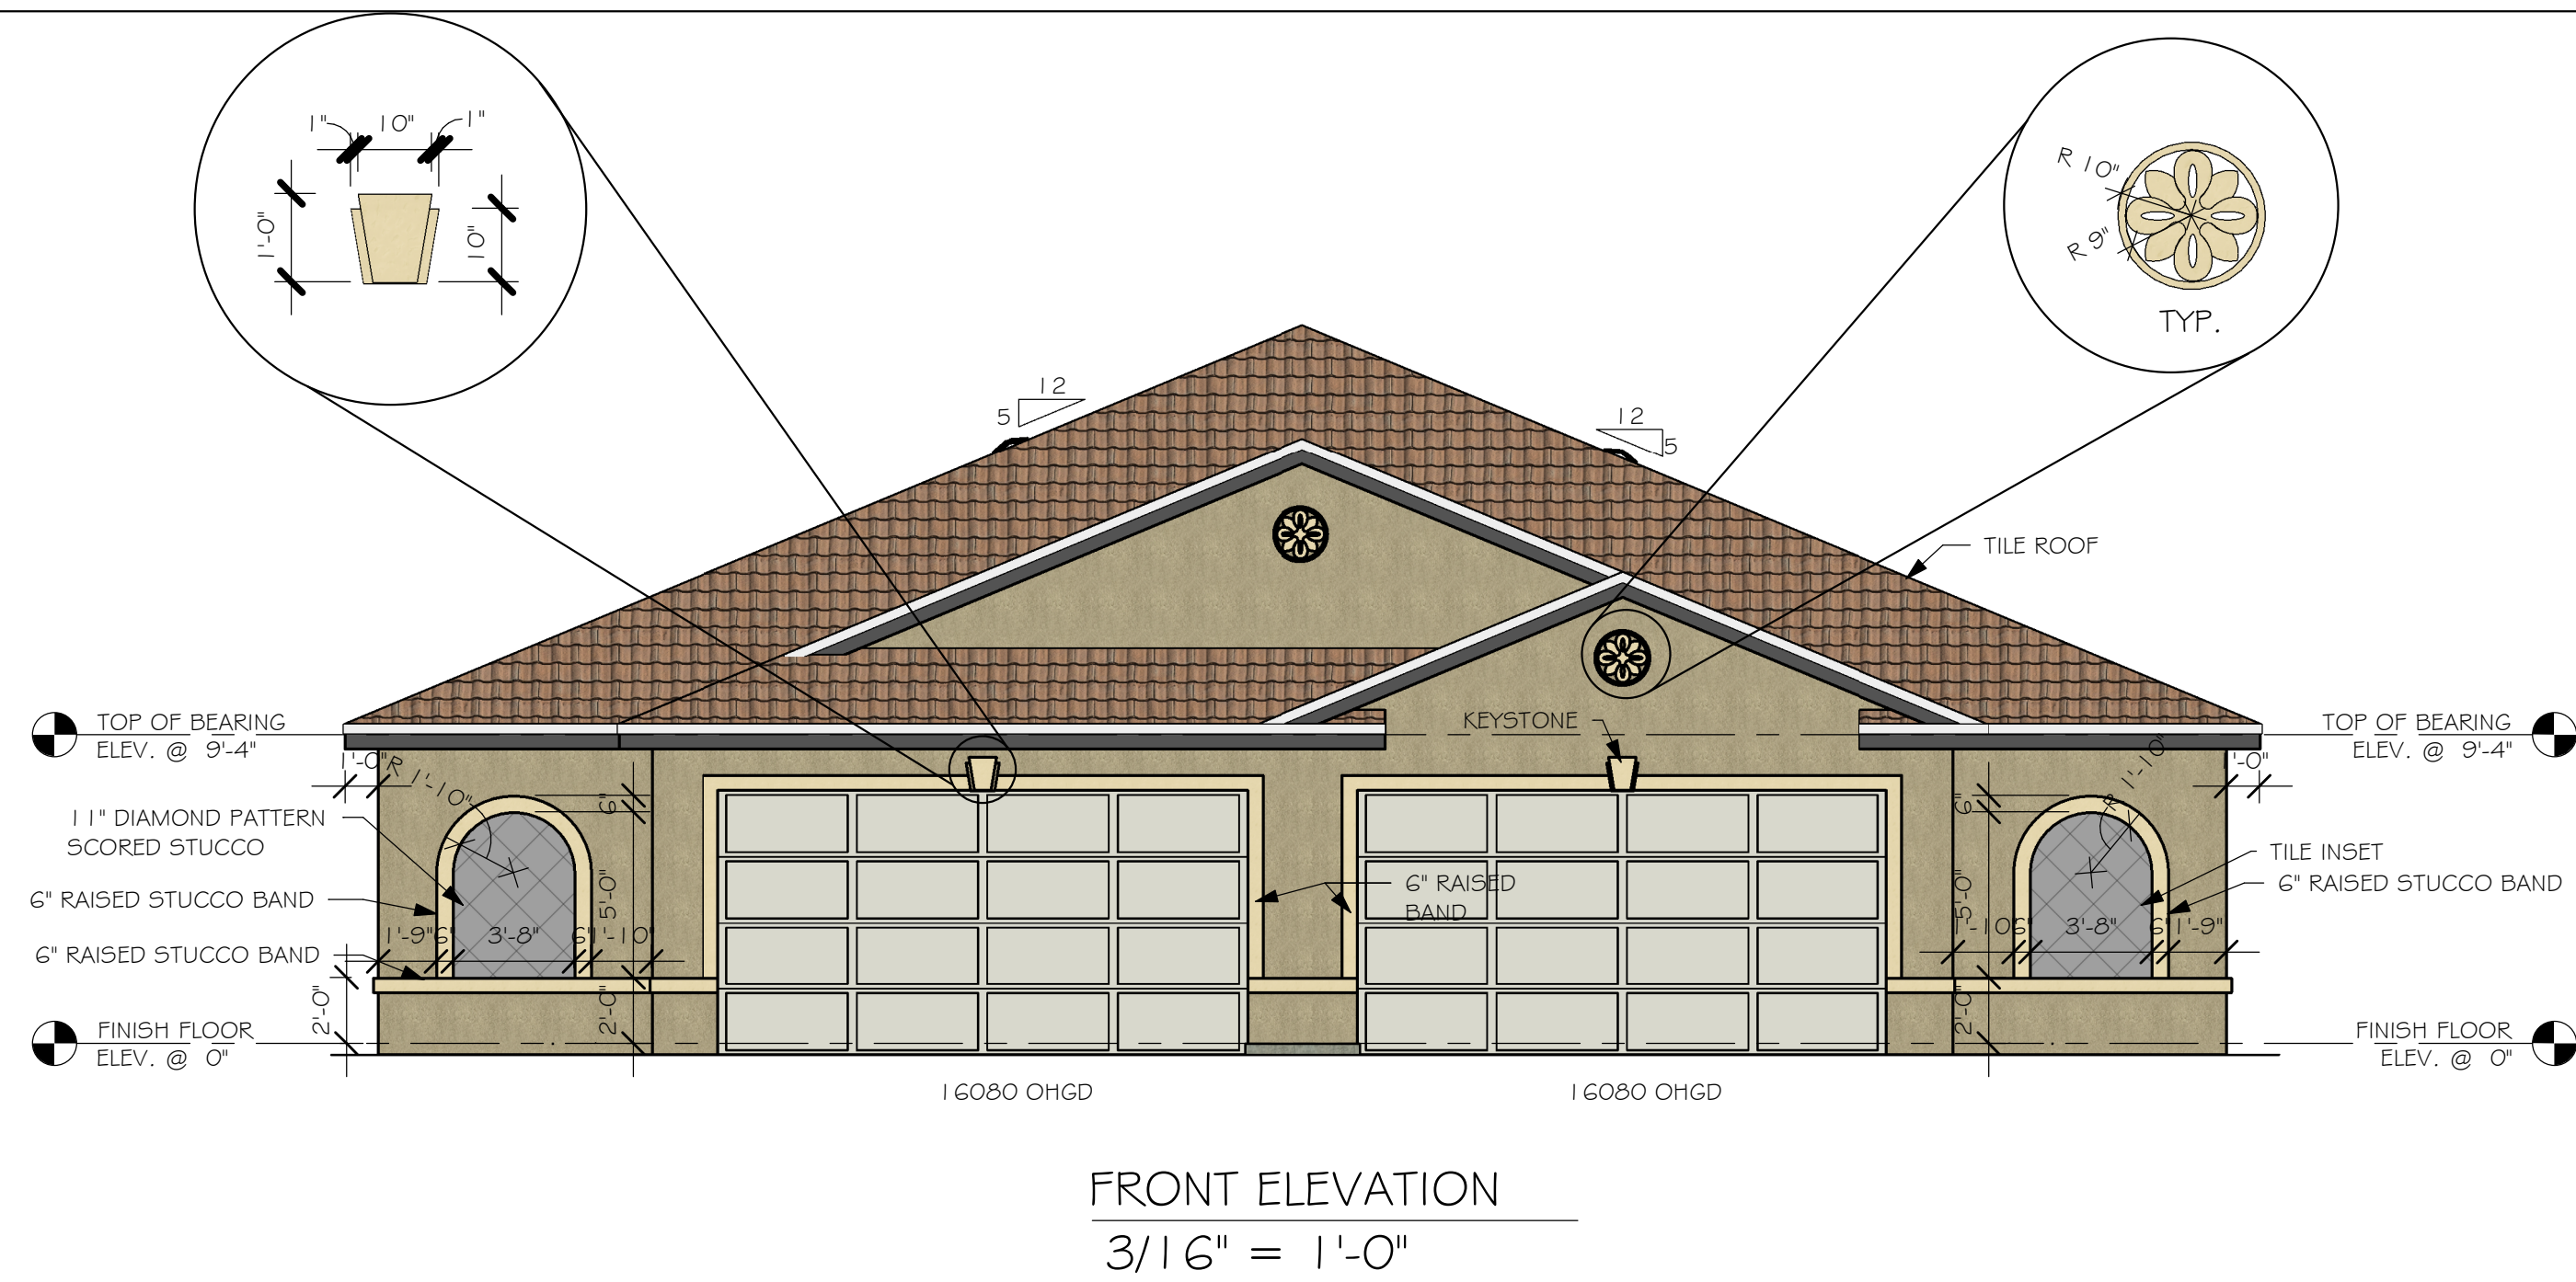 1" 10" 1"
1'-0"
10"
R 10"
R 9"
TYP.
12
5
12
5
TILE ROOF
TOP OF BEARING
ELEV. @ 9'-4"
KEYSTONE
TOP OF BEARING
ELEV. @ 9'-4"
1'-0"
R 1'-10"
6"
6"
R 1'-10"
'-0"
11" DIAMOND PATTERN
SCORED STUCCO
TILE INSET
6" RAISED STUCCO BAND
5'-0"
6" RAISED
BAND
5'-0"
6" RAISED STUCCO BAND
1'-9" 6" 3'-8" 6" 1'-10"
1'-10" 6" 3'-8" 6" 1'-9"
6" RAISED STUCCO BAND
2'-0"
2'-0"
2'-0"
FINISH FLOOR
ELEV. @ 0"
FINISH FLOOR
ELEV. @ 0"
16080 OHGD
16080 OHGD
FRONT ELEVATION
3/16" = 1'-0"